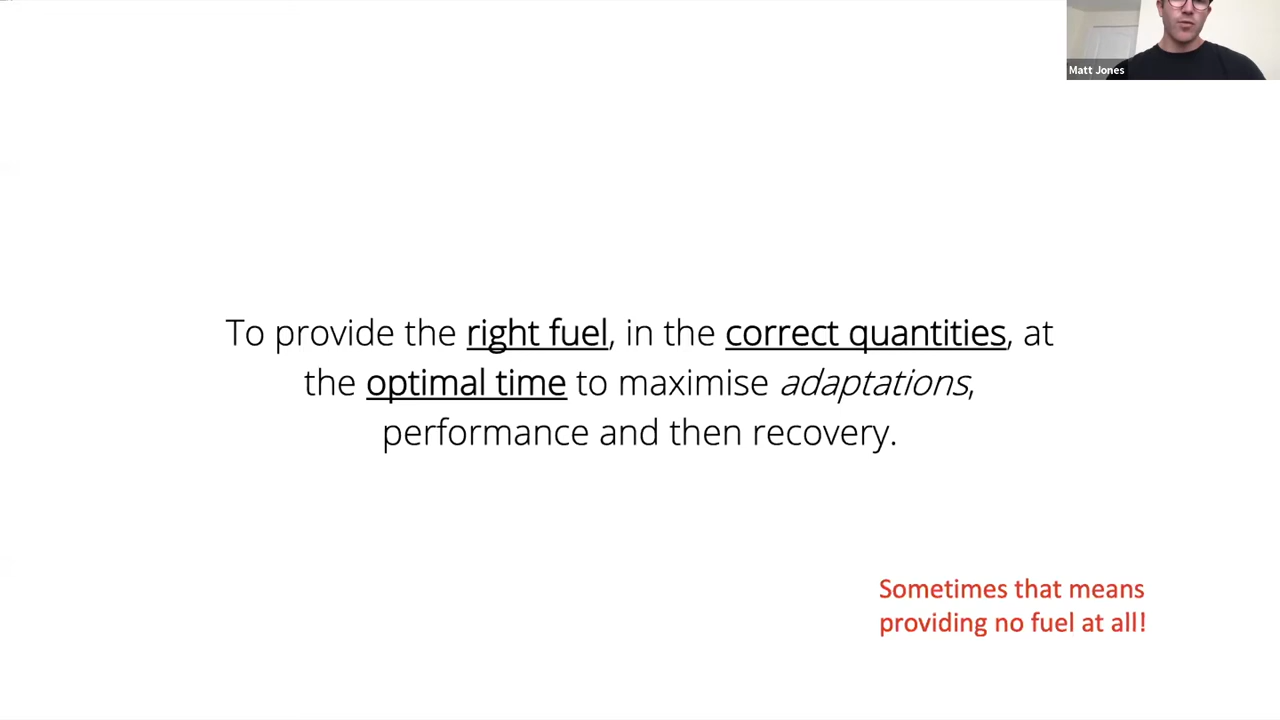 Matt Jones
To provide the right fuel, in the correct quantities, at
the optimal time to maximise adaptations,
performance and then recovery.
Sometimes that means
providing no fuel at all!